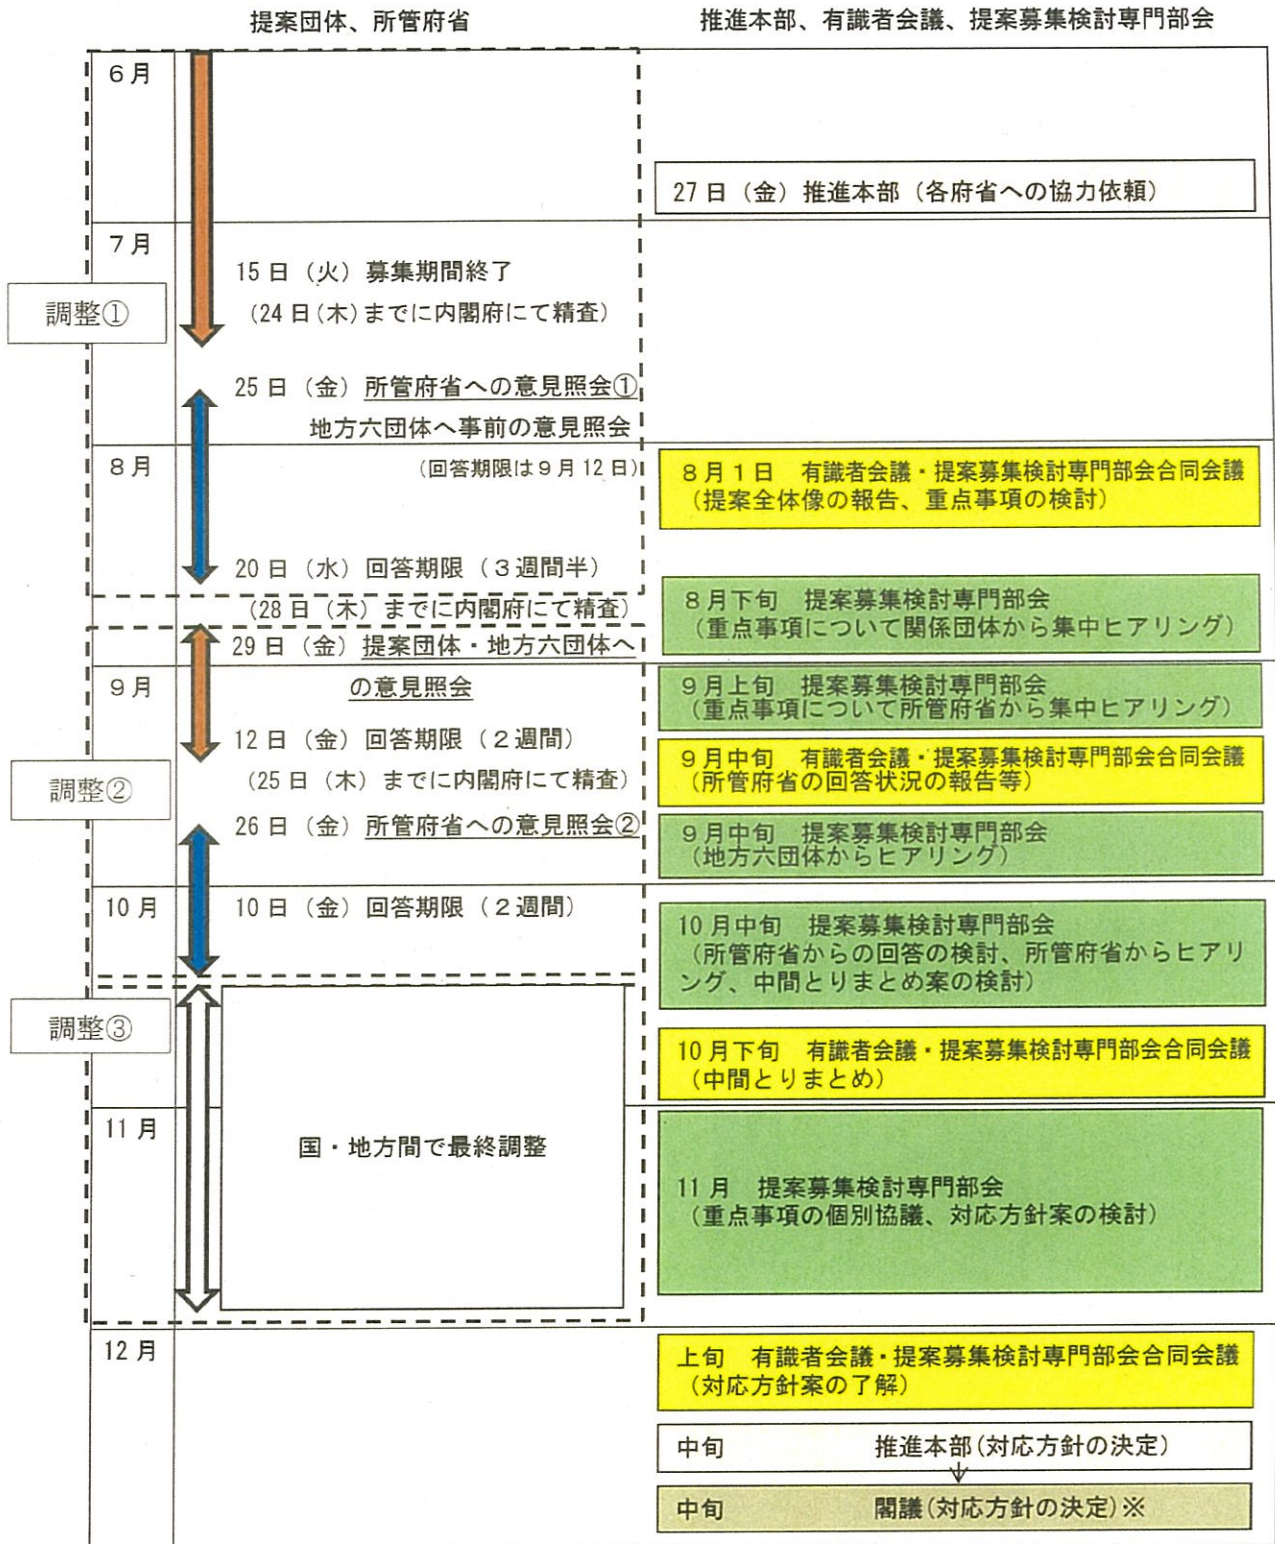 提案団体、所管府省
推進本部、有識者会議、提案募集検討専門部会
6月
27日（金）推進本部（各府省への協力依頼）
7月
15日（火）募集期間終了
（24日（木）までに内閣府にて精査）
調整①
25日（金）所管府省への意見照会①
地方六団体へ事前の意見照会
8月
（回答期限は9月12日）
8月1日　有識者会議・提案募集検討専門部会合同会議
（提案全体像の報告、重点事項の検討）
20日（水）回答期限（3週間半）
（28日（木）までに内閣府にて精査）
8月下旬　提案募集検討専門部会
（重点事項について関係団体から集中ヒアリング）
29日（金）提案団体・地方六団体へ
の意見照会
9月
9月上旬　提案募集検討専門部会
（重点事項について所管府省から集中ヒアリング）
12日（金）回答期限（2週間）
（25日（木）までに内閣府にて精査）
調整②
9月中旬　有識者会議・提案募集検討専門部会合同会議
（所管府省の回答状況の報告等）
26日（金）所管府省への意見照会②
9月中旬　提案募集検討専門部会
（地方六団体からヒアリング）
10月
10日（金）回答期限（2週間）
10月中旬　提案募集検討専門部会
（所管府省からの回答の検討、所管府省からヒアリ
ング、中間とりまとめ案の検討）
調整③
10月下旬　有識者会議・提案募集検討専門部会合同会議
（中間とりまとめ）
11月
国・地方間で最終調整
11月　提案募集検討専門部会
（重点事項の個別協議、対応方針案の検討）
12月
上旬　有識者会議・提案募集検討専門部会合同会議
（対応方針案の了解）
中旬　推進本部（対応方針の決定）
中旬　閣議（対応方針の決定）※